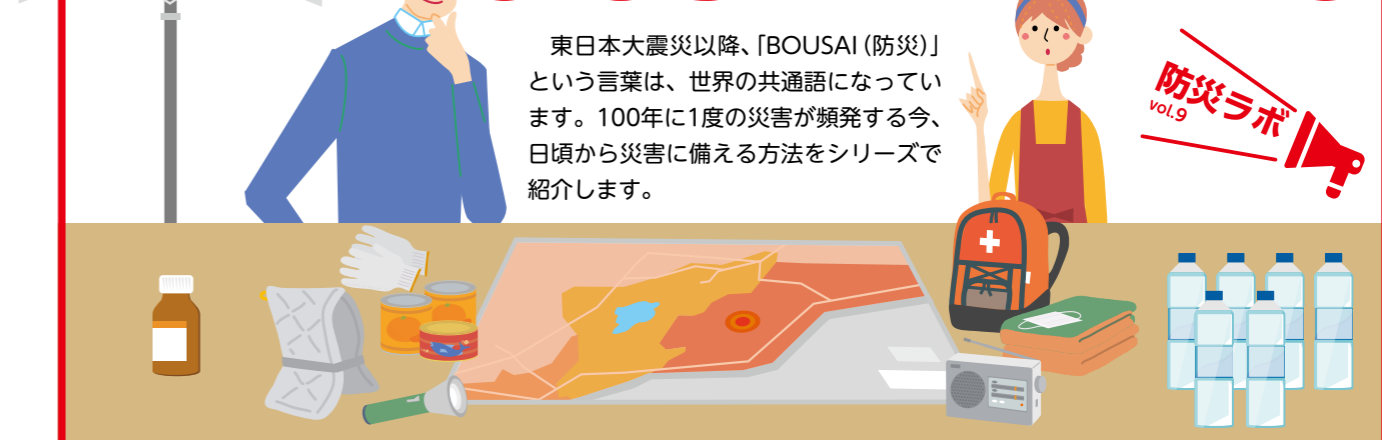 東日本大震災以降、「BOUSAI（防災）」
という言葉は、世界の共通語になってい
ます。100年に1度の災害が頻発する今、
日頃から災害に備える方法をシリーズで
紹介します。
防災ラボ
vol.9